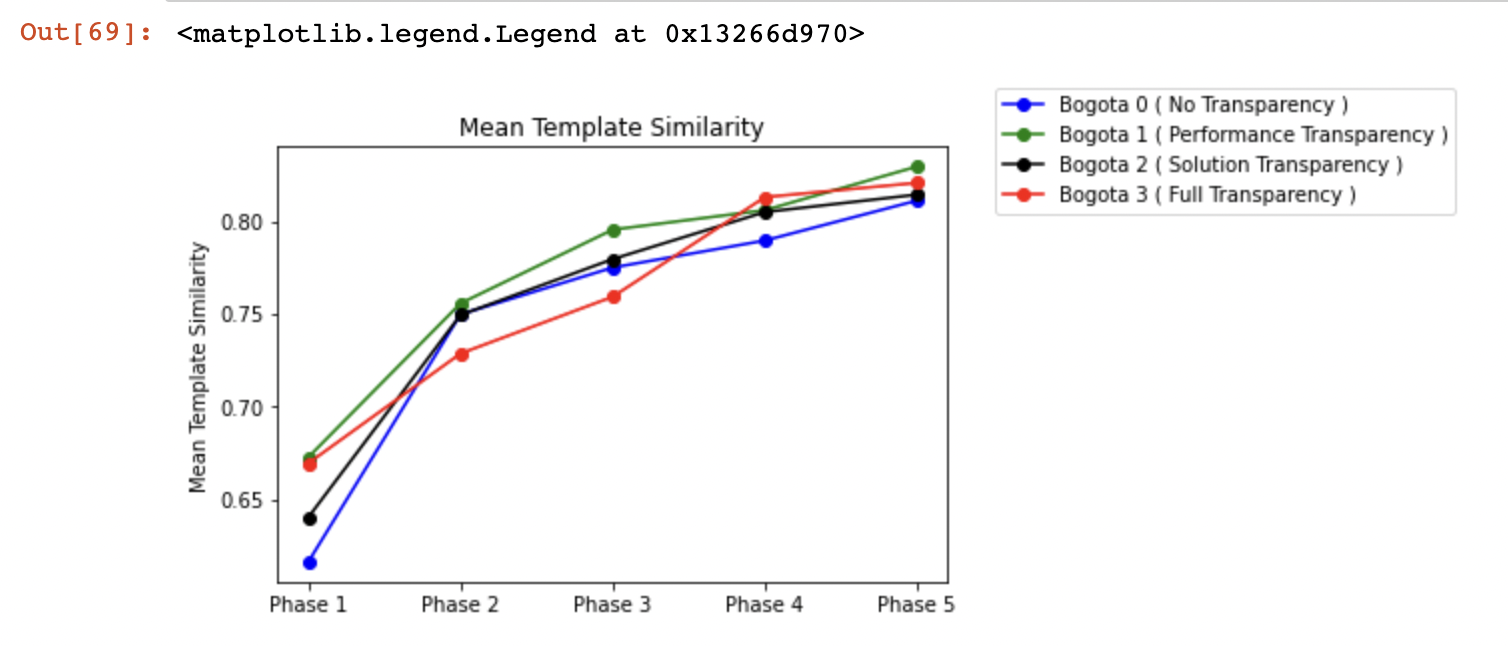 Out[69]: <matplotlib.legend.Legend at 0x13266d970>
Mean Template Similarity
Bogota 0 ( No Transparency )
Bogota 1 ( Performance Transparency )
Bogota 2 ( Solution Transparency )
Bogota 3 ( Full Transparency )
Mean Template Similarity
0.80
0.75
0.70
0.65
Phase 1 Phase 2 Phase 3 Phase 4 Phase 5